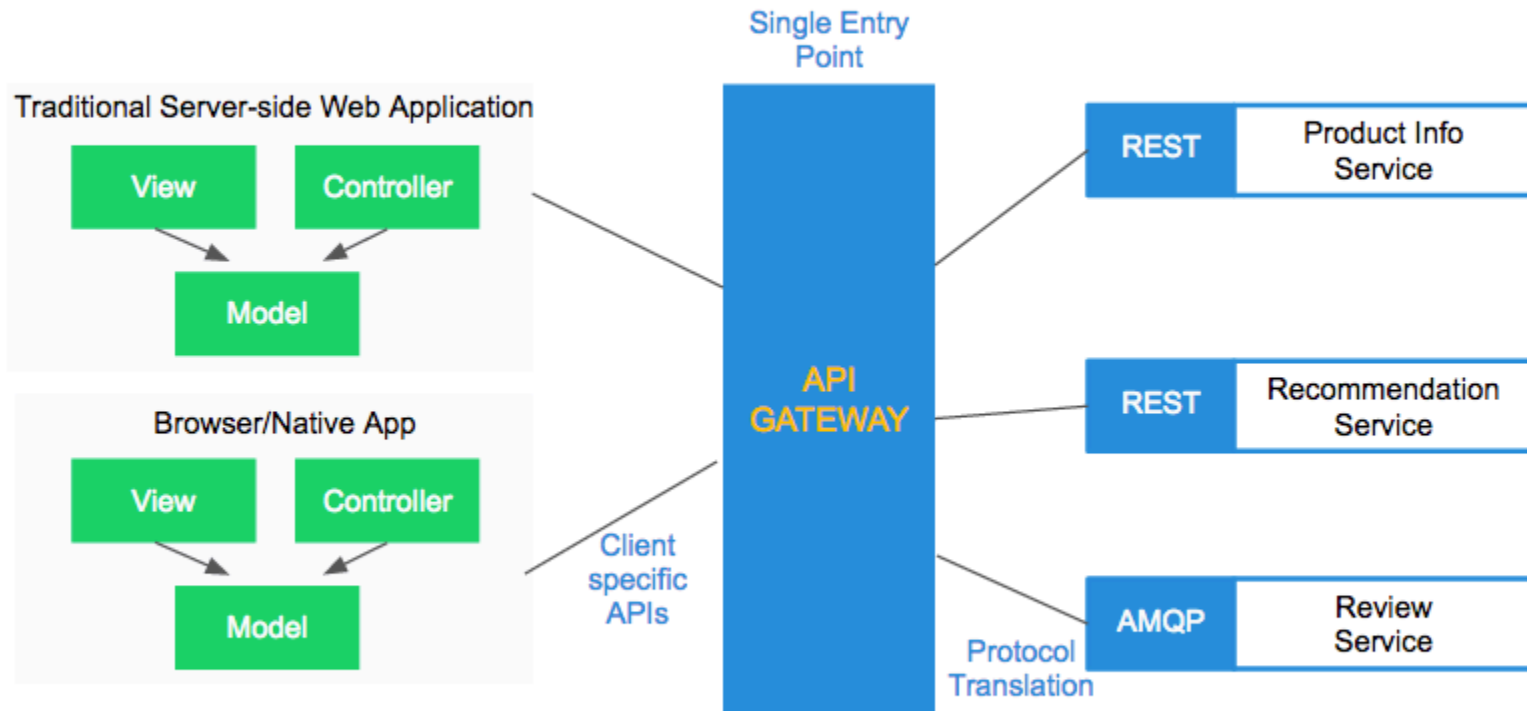 Single Entry
Point
Traditional Server-side Web Application
View
Controller
Model
Browser/Native App
View
Controller
Model
Client
specific
APIs
API
GATEWAY
Protocol
Translation
REST
Product Info
Service
REST
Recommendation
Service
AMQP
Review
Service